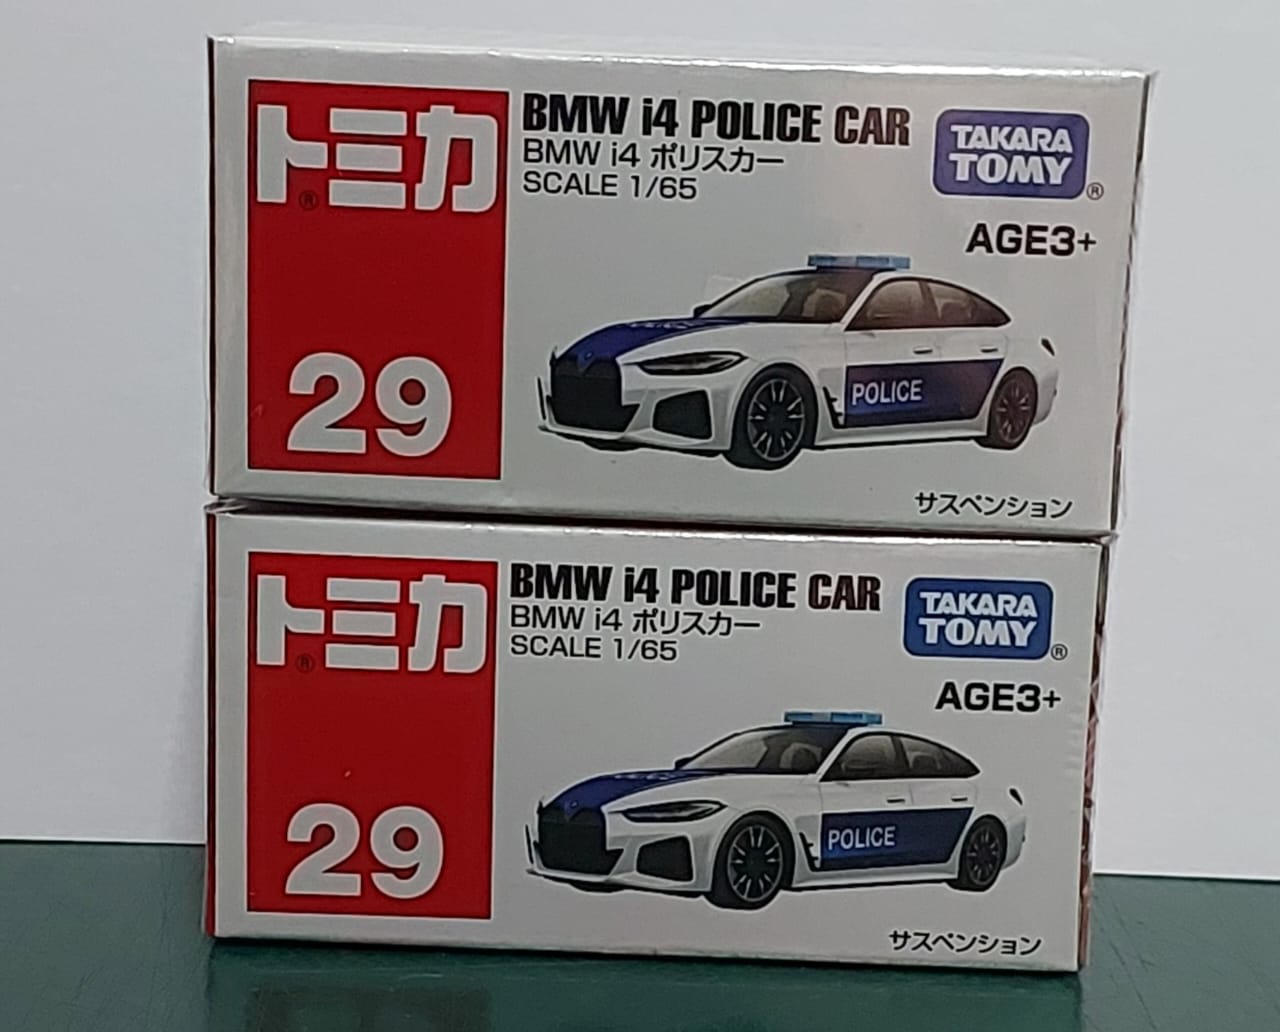 トミカ
®
29
BMW i4 POLICE CAR
BMW i4 ポリスカー
SCALE 1/65
TAKARA
TOMY
®
AGE3+
POLICE
サスペンション
トミカ
®
29
BMW i4 POLICE CAR
BMW i4 ポリスカー
SCALE 1/65
TAKARA
TOMY
®
AGE3+
POLICE
サスペンション